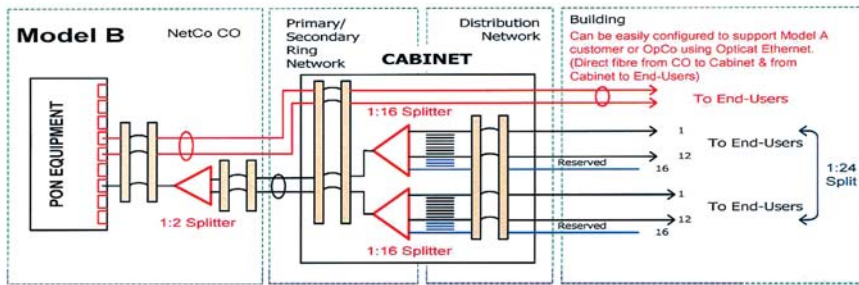 Model B
NetCo CO
Primary/
Secondary
Ring
Network
Distribution
Network
Building
Can be easily configured to support Model A
customer or OpCo using Optical Ethernet.
(Direct fibre from CO to Cabinet & from
Cabinet to End-Users)
CABINET
PON EQUIPMENT
1:2 Splitter
1:16 Splitter
1:16 Splitter
To End-Users
1
To End-Users
12
Reserved
16
1
To End-Users
12
Reserved
16
1:24
Split